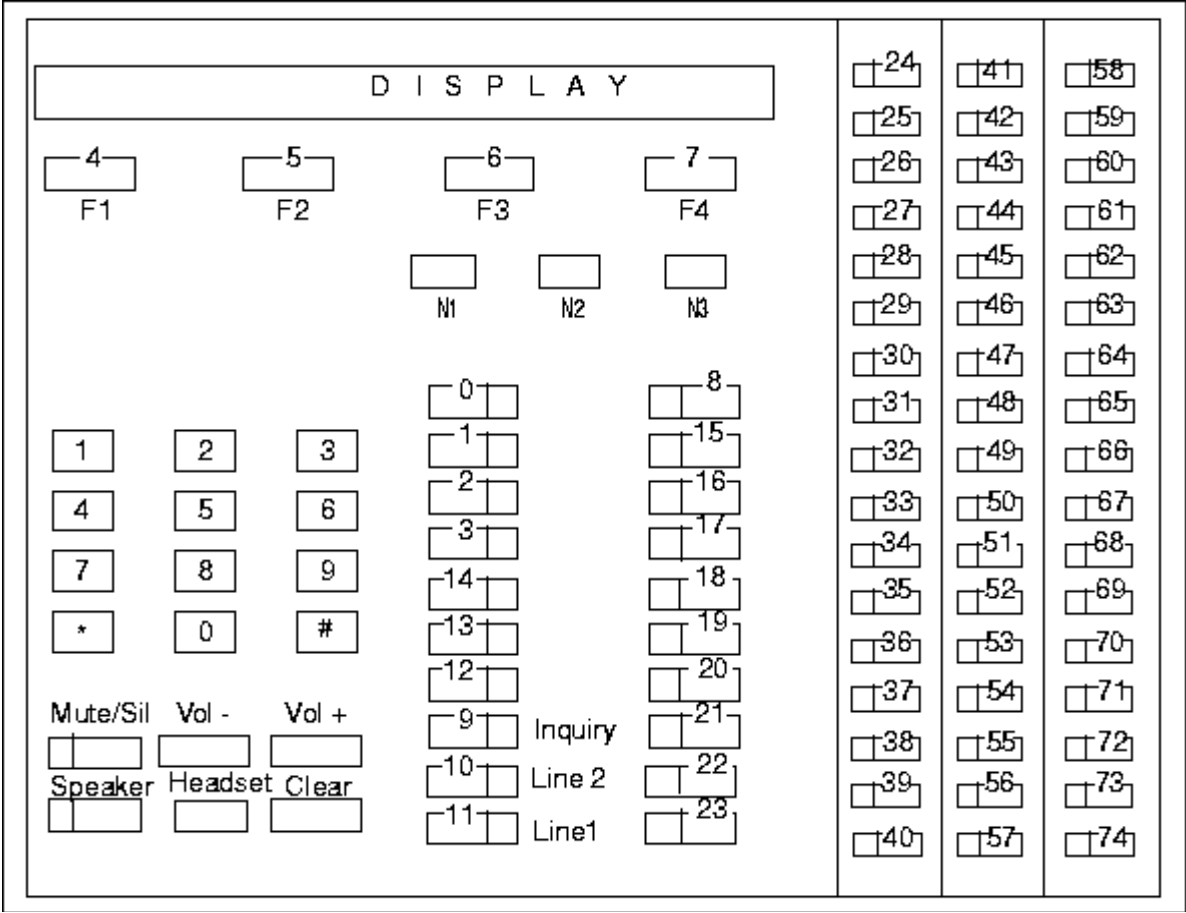 D I S P L A Y
4 5 6 7
F1 F2 F3 F4
N1 N2 N3
0 8
1 15
2 16
3 17
14 18
13 19
12 20
9 Inquiry 21
10 Line 2 22
11 Line1 23
1 2 3
4 5 6
7 8 9
* 0 #
Mute/Sil Vol - Vol +
Speaker Headset Clear
24 41 58
25 42 59
26 43 60
27 44 61
28 45 62
29 46 63
30 47 64
31 48 65
32 49 66
33 50 67
34 51 68
35 52 69
36 53 70
37 54 71
38 55 72
39 56 73
40 57 74